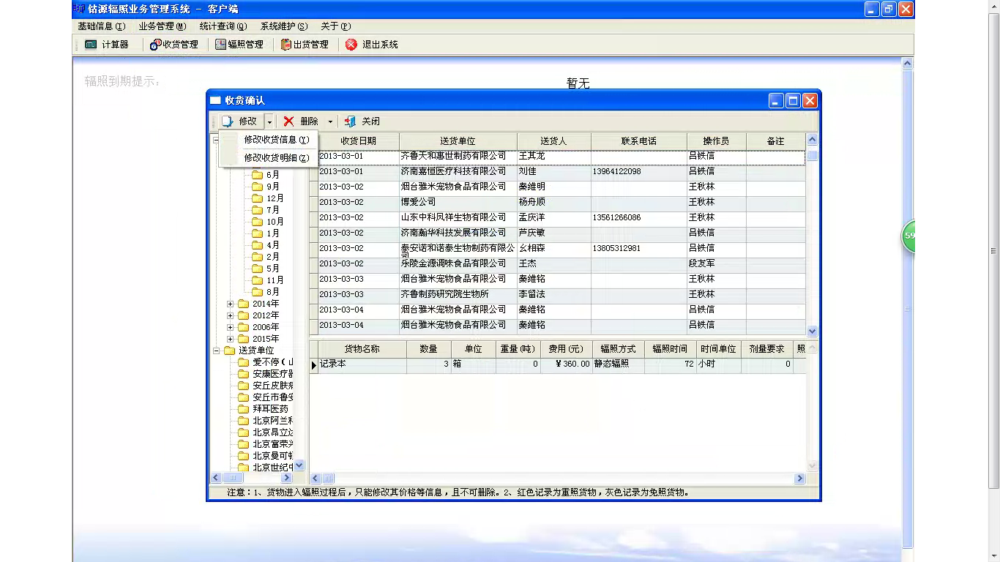 钴源辐照业务管理系统 - 客户端
基础信息(I) 业务管理(M) 统计查询(Q) 系统维护(S) 关于(P)
计算器 收货管理 辐照管理 出货管理 退出系统
辐照到期提示:
暂无
收货确认
修改 删除 关闭
修改收货信息(Y)
修改收货明细(Z)
6月
9月
12月
7月
10月
1月
4月
2月
5月
11月
8月
2014年
2012年
2006年
2015年
送货单位
爱不停(山
安康医疗器
安丘皮肤病
安丘市鲁安
拜耳医药
北京阿兰科
北京昂立达
北京富荣兴
北京曼可顿
北京世纪中
收货日期 送货单位 送货人 联系电话 操作员 备注
2013-03-01 齐鲁天和惠世制药有限公司 王其龙 吕铁信
2013-03-01 济南嘉恒医疗科技有限公司 刘佳 13964122098 吕铁信
2013-03-02 烟台雅米宠物食品有限公司 秦维明 王秋林
2013-03-02 博爱公司 杨舟顺 王秋林
2013-03-02 山东中科凤祥生物有限公司 孟庆洋 13561266086 王秋林
2013-03-02 济南瀚华科技发展有限公司 芦庆敏 吕铁信
2013-03-02 泰安诺和诺泰生物制药有限公司 幺相森 13805312981 吕铁信
2013-03-02 乐陵金源调味食品有限公司 王杰 段友军
2013-03-03 烟台雅米宠物食品有限公司 秦维铭 王秋林
2013-03-03 齐鲁制药研究院生物所 李留法 王秋林
2013-03-04 烟台雅米宠物食品有限公司 秦维铭 吕铁信
2013-03-04 烟台雅米宠物食品有限公司 秦维铭 吕铁信
货物名称 数量 单位 重量(吨) 费用(元) 辐照方式 辐照时间 时间单位 剂量要求 照
记录本 3 箱 0 ￥360.00 静态辐照 72 小时 0
注意:1、货物进入辐照过程后,只能修改其价格等信息,且不可删除。2、红色记录为重照货物,灰色记录为免照货物。
59